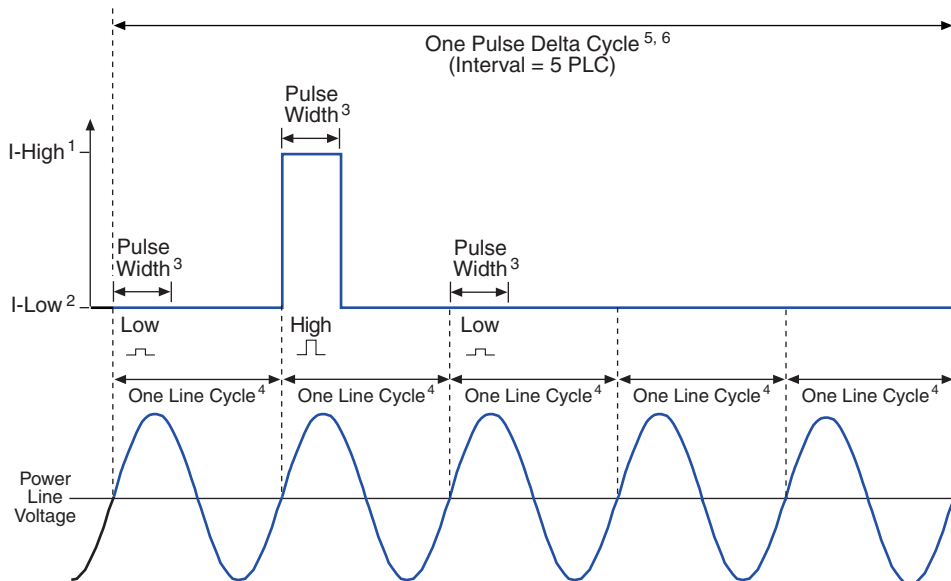 One Pulse Delta Cycle 5, 6
(Interval = 5 PLC)
Pulse
Width 3
I-High 1
Pulse
Width 3
Pulse
Width 3
I-Low 2
Low
High
Low
One Line Cycle 4
One Line Cycle 4
One Line Cycle 4
One Line Cycle 4
One Line Cycle 4
Power
Line
Voltage